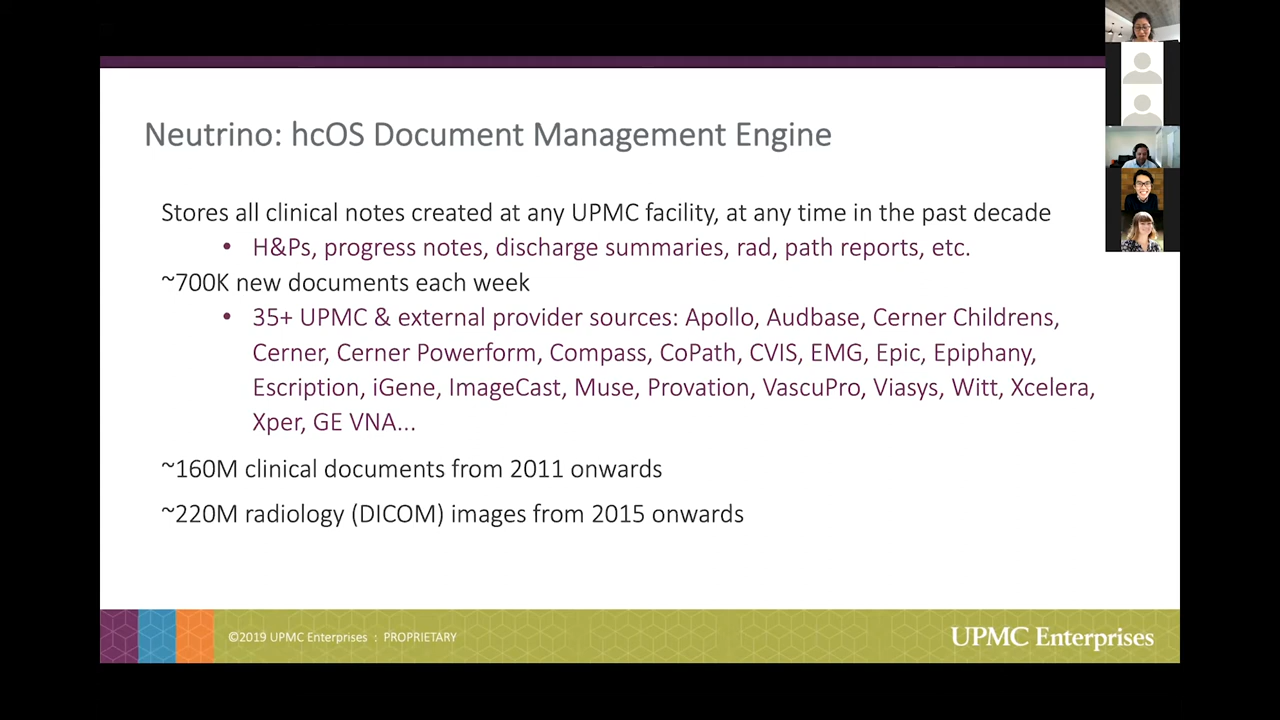 Neutrino: hcOS Document Management Engine
Stores all clinical notes created at any UPMC facility, at any time in the past decade
• H&Ps, progress notes, discharge summaries, rad, path reports, etc.
~700K new documents each week
• 35+ UPMC & external provider sources: Apollo, Audbase, Cerner Childrens,
Cerner, Cerner Powerform, Compass, CoPath, CVIS, EMG, Epic, Epiphany,
Escription, iGene, ImageCast, Muse, Provation, VascuPro, Viasys, Witt, Xcelera,
Xper, GE VNA...
~160M clinical documents from 2011 onwards
~220M radiology (DICOM) images from 2015 onwards
©2019 UPMC Enterprises : PROPRIETARY
UPMC Enterprises